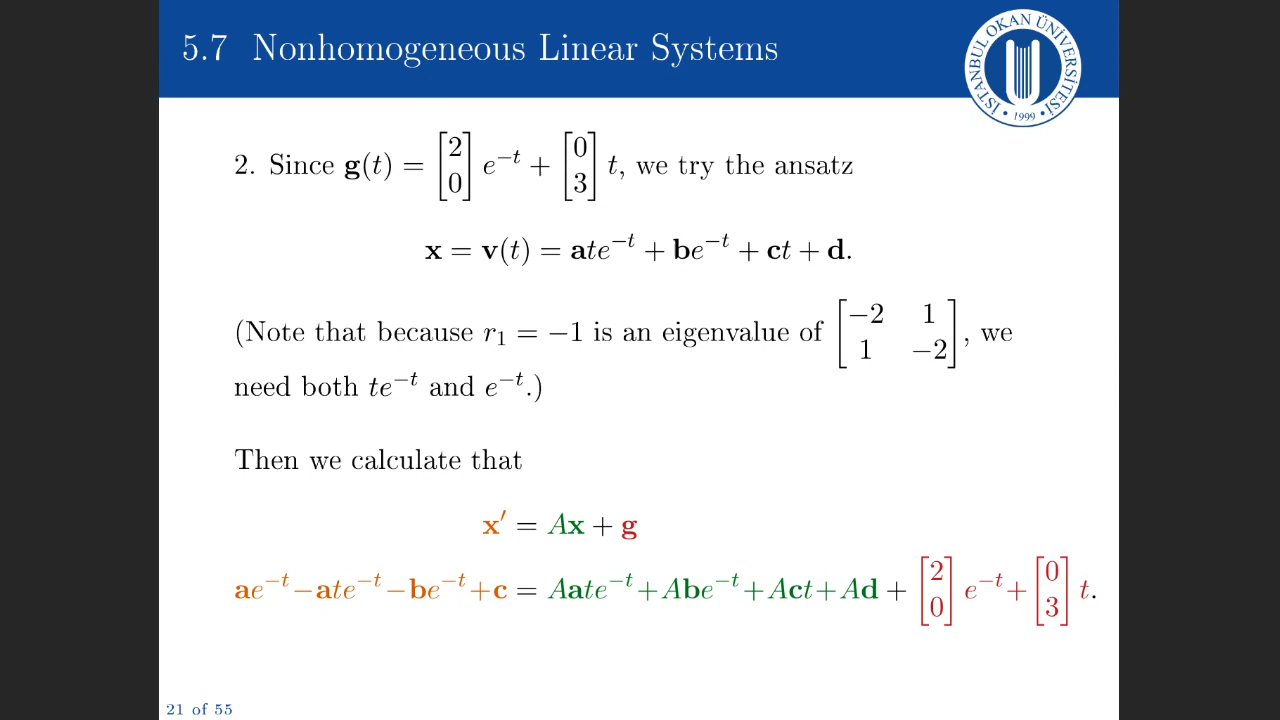 5.7 Nonhomogeneous Linear Systems
İSTANBUL OKAN ÜNİVERSİTESİ
• 1999 •
2. Since g(t) = [2 0] e^{−t} + [0 3] t, we try the ansatz
x = v(t) = ate^{−t} + be^{−t} + ct + d.
(Note that because r₁ = −1 is an eigenvalue of [−2 1; 1 −2], we
need both te^{−t} and e^{−t}.)
Then we calculate that
x′ = Ax + g
ae^{−t}−ate^{−t}−be^{−t}+c = Aate^{−t}+Abe^{−t}+Act+Ad + [2 0] e^{−t}+[0 3] t.
21 of 55